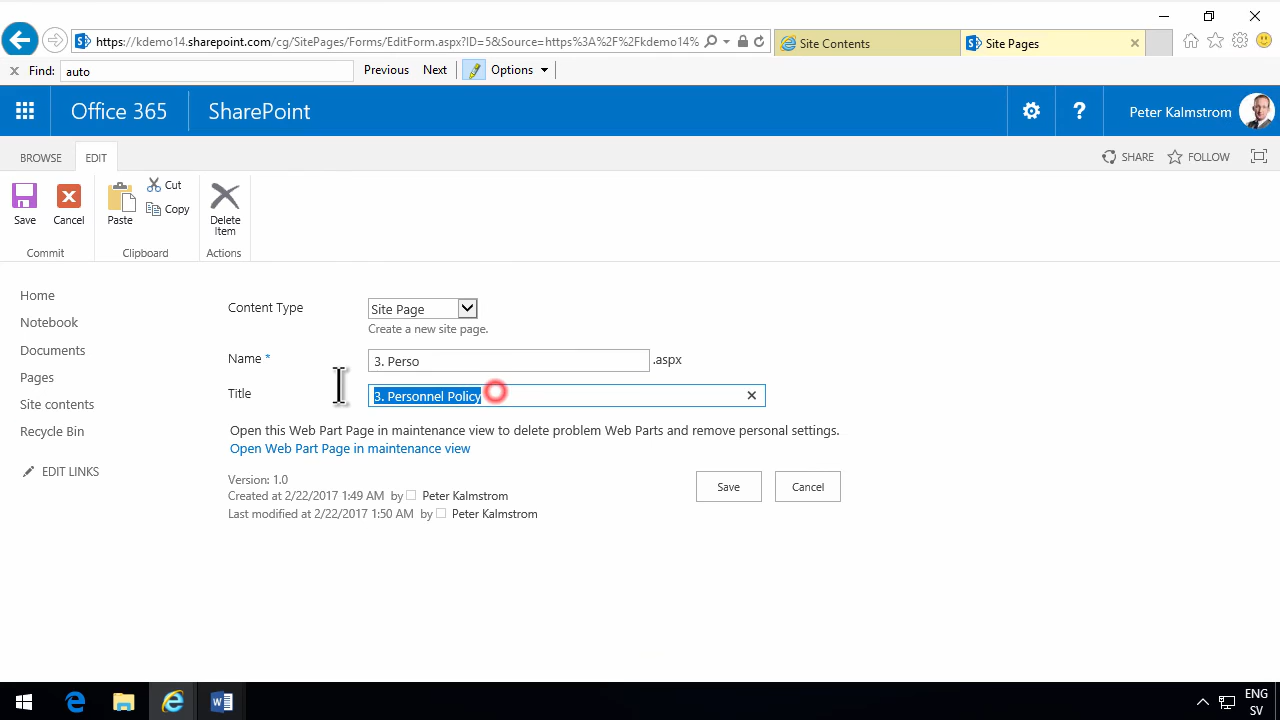 https://kdemo14.sharepoint.com/cg/SitePages/Forms/EditForm.aspx?ID=5&Source=https%3A%2F%2Fkdemo14%
Site Contents
Site Pages
Find: auto
Previous
Next
Options
Office 365
SharePoint
?
Peter Kalmstrom
BROWSE
EDIT
SHARE
FOLLOW
Save
Cancel
Paste
Cut
Copy
Delete Item
Commit
Clipboard
Actions
Home
Notebook
Documents
Pages
Site contents
Recycle Bin
EDIT LINKS
Content Type
Site Page
Create a new site page.
Name *
3. Perso
.aspx
Title
3. Personnel Policy
Open this Web Part Page in maintenance view to delete problem Web Parts and remove personal settings.
Open Web Part Page in maintenance view
Version: 1.0
Created at 2/22/2017 1:49 AM by Peter Kalmstrom
Last modified at 2/22/2017 1:50 AM by Peter Kalmstrom
Save
Cancel
ENG
SV